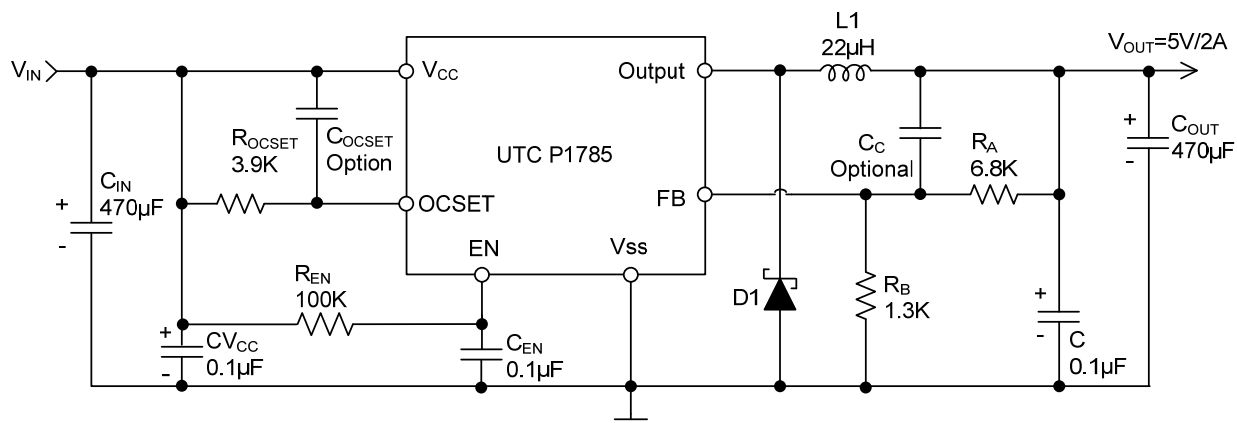 L1
22µH
VOUT=5V/2A
VIN
VCC
Output
ROCSET
3.9K
COCSET
Option
UTC P1785
CC
Optional
RA
6.8K
+
COUT
-
470µF
+
CIN
470µF
-
OCSET
FB
EN
Vss
REN
100K
D1
RB
1.3K
+
-
C
0.1µF
+
CVCC
-
0.1µF
CEN
0.1µF